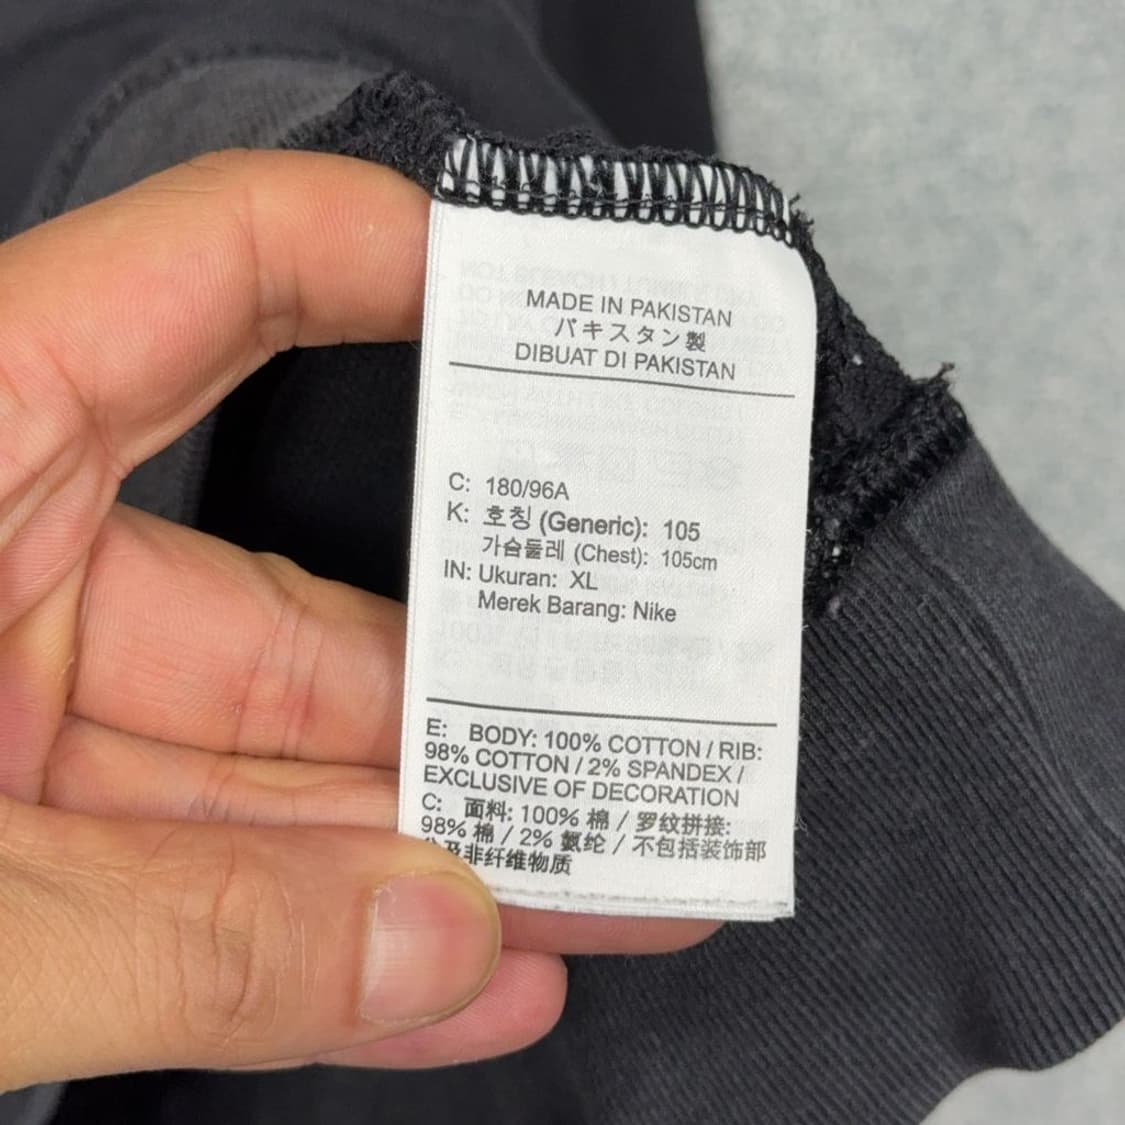 MADE IN PAKISTAN
パキスタン製
DIBUAT DI PAKISTAN
C: 180/96A
K: 호칭 (Generic): 105
가슴둘레 (Chest): 105cm
IN: Ukuran: XL
Merek Barang: Nike
E: BODY: 100% COTTON / RIB:
98% COTTON / 2% SPANDEX /
EXCLUSIVE OF DECORATION
C: 面料: 100% 棉 / 罗纹拼接:
98% 棉 / 2% 氨纶 / 不包括装饰部
及非纤维物质